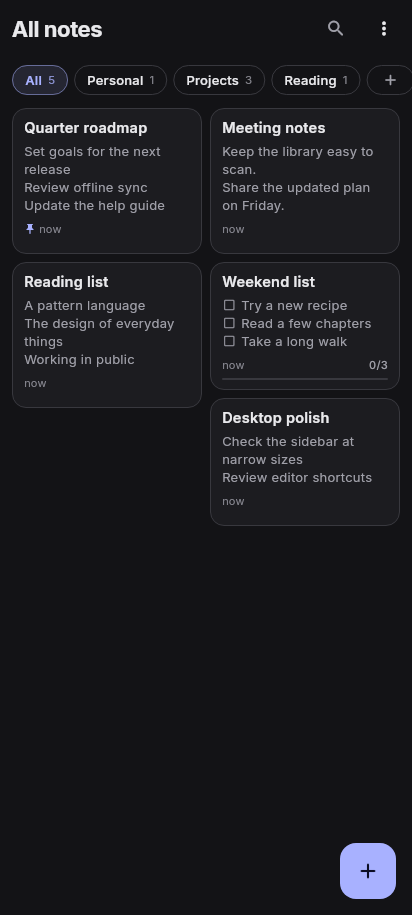 All notes
All 5
Personal 1
Projects 3
Reading 1
Quarter roadmap
Set goals for the next
release
Review offline sync
Update the help guide
now
Meeting notes
Keep the library easy to
scan.
Share the updated plan
on Friday.
now
Reading list
A pattern language
The design of everyday
things
Working in public
now
Weekend list
Try a new recipe
Read a few chapters
Take a long walk
now 0/3
Desktop polish
Check the sidebar at
narrow sizes
Review editor shortcuts
now